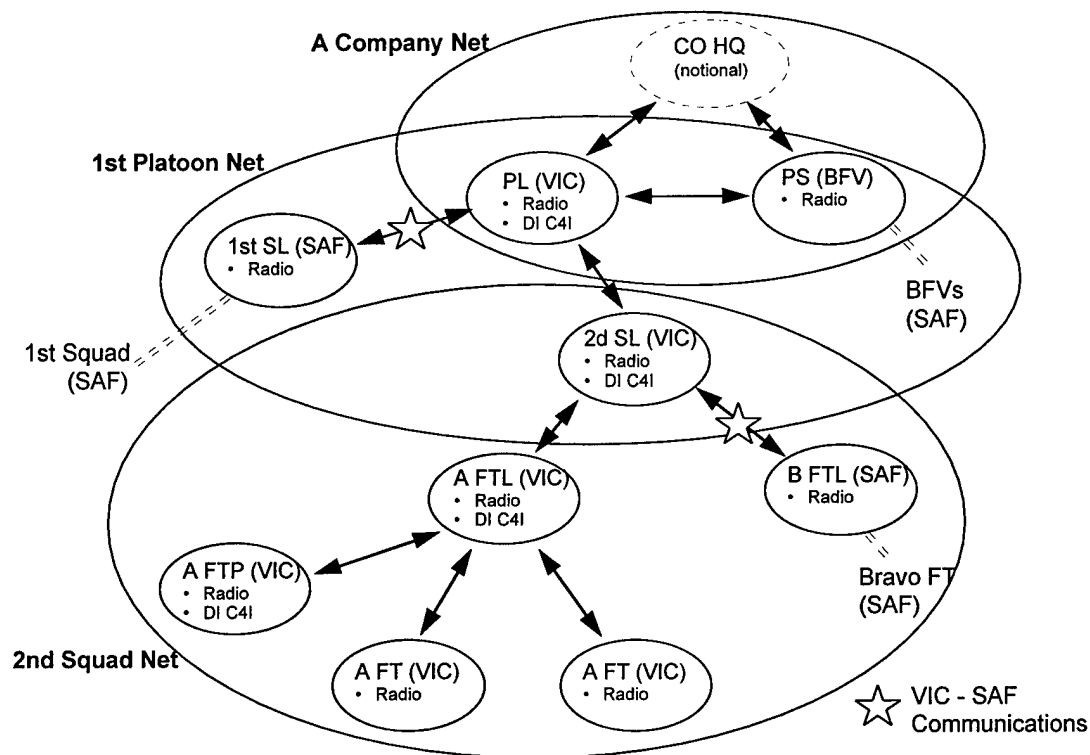 A Company Net
CO HQ
(notional)
1st Platoon Net
PL (VIC)
• Radio
• DI C4I
PS (BFV)
• Radio
1st SL (SAF)
• Radio
BFVs
(SAF)
1st Squad
(SAF)
2d SL (VIC)
• Radio
• DI C4I
A FTL (VIC)
• Radio
• DI C4I
B FTL (SAF)
• Radio
A FTP (VIC)
• Radio
• DI C4I
Bravo FT
(SAF)
2nd Squad Net
A FT (VIC)
• Radio
A FT (VIC)
• Radio
VIC - SAF
Communications